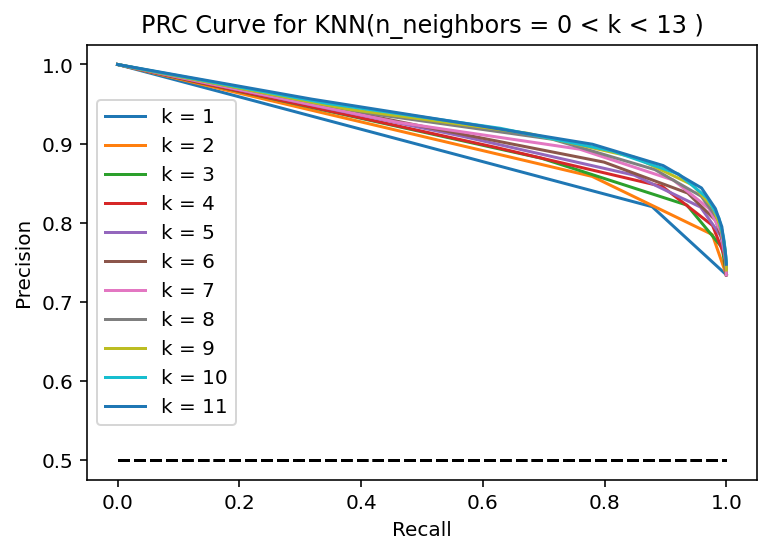 PRC Curve for KNN(n_neighbors = 0 < k < 13 )
1.0
0.9
0.8
0.7
0.6
0.5
Precision
k = 1
k = 2
k = 3
k = 4
k = 5
k = 6
k = 7
k = 8
k = 9
k = 10
k = 11
0.0 0.2 0.4 0.6 0.8 1.0
Recall